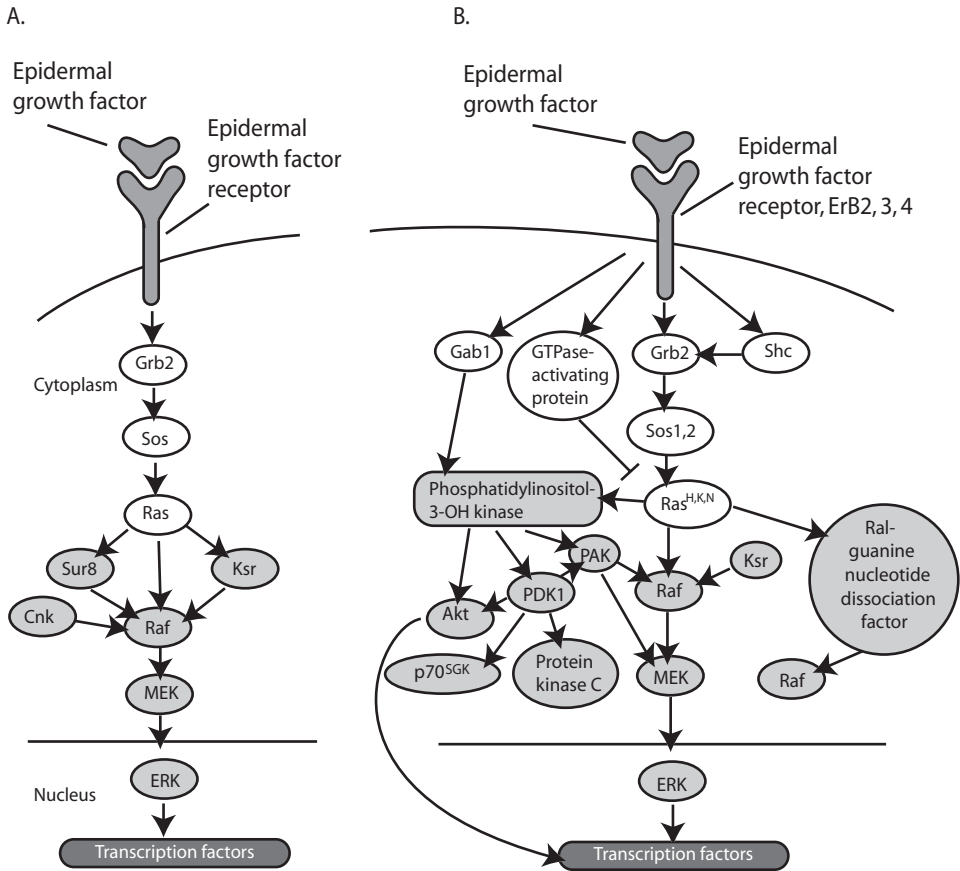 A.
Epidermal
growth factor
Epidermal
growth factor
receptor
Grb2
Cytoplasm
Sos
Ras
Sur8
Ksr
Cnk
Raf
MEK
ERK
Nucleus
Transcription factors
B.
Epidermal
growth factor
Epidermal
growth factor
receptor, ErB2, 3, 4
Gab1
GTPase-
activating
protein
Grb2
Shc
Sos1,2
Phosphatidylinositol-
3-OH kinase
Ras^H,K,N
Ral-
guanine
nucleotide
dissociation
factor
PAK
Ksr
PDK1
Raf
Akt
p70^SGK
Protein
kinase C
MEK
Raf
ERK
Transcription factors